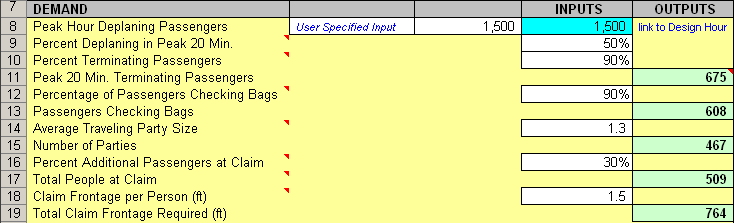 7 DEMAND INPUTS OUTPUTS
8 Peak Hour Deplaning Passengers User Specified Input 1,500 1,500 link to Design Hour
9 Percent Deplaning in Peak 20 Min. 50%
10 Percent Terminating Passengers 90%
11 Peak 20 Min. Terminating Passengers 675
12 Percentage of Passengers Checking Bags 90%
13 Passengers Checking Bags 608
14 Average Traveling Party Size 1.3
15 Number of Parties 467
16 Percent Additional Passengers at Claim 30%
17 Total People at Claim 509
18 Claim Frontage per Person (ft) 1.5
19 Total Claim Frontage Required (ft) 764